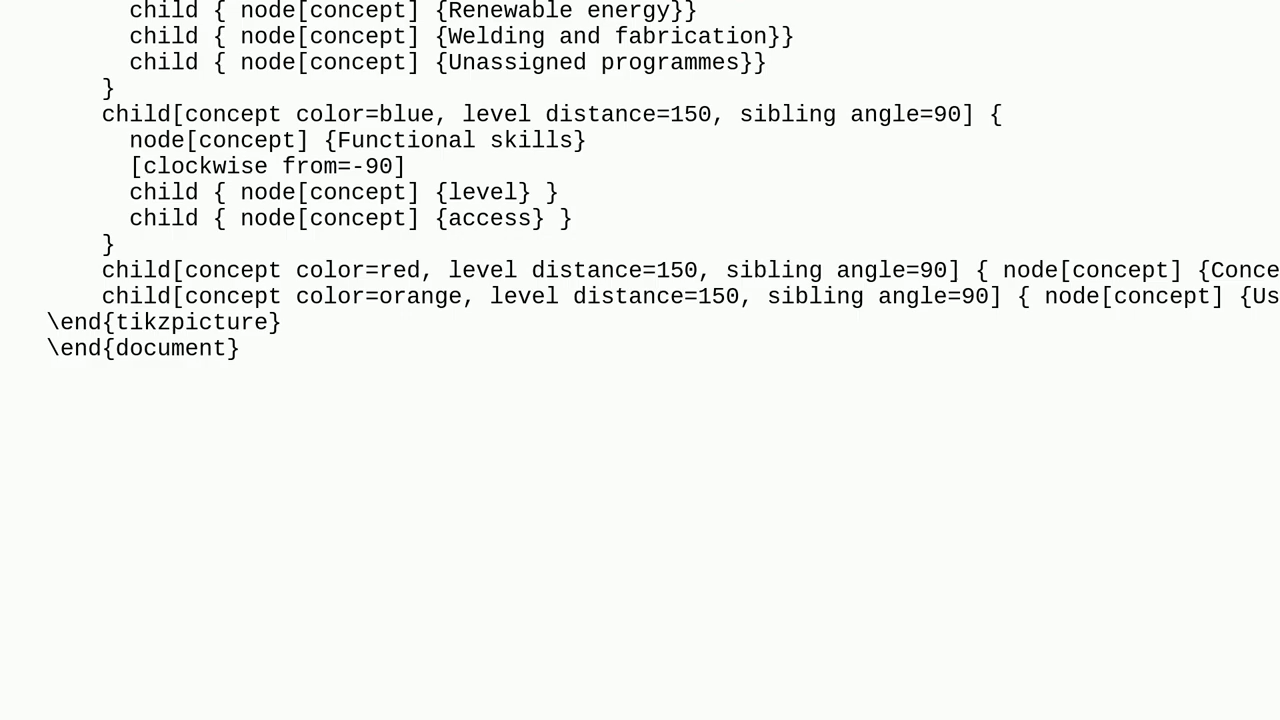 child { node[concept] {Renewable energy}}
child { node[concept] {Welding and fabrication}}
child { node[concept] {Unassigned programmes}}
}
child[concept color=blue, level distance=150, sibling angle=90] {
node[concept] {Functional skills}
[clockwise from=-90]
child { node[concept] {level} }
child { node[concept] {access} }
}
child[concept color=red, level distance=150, sibling angle=90] { node[concept] {Conce
child[concept color=orange, level distance=150, sibling angle=90] { node[concept] {Us
\end{tikzpicture}
\end{document}